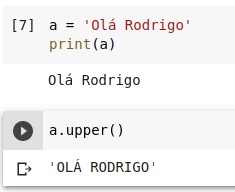 [7] a = 'Olá Rodrigo'
print(a)
Olá Rodrigo
a.upper()
'OLÁ RODRIGO'